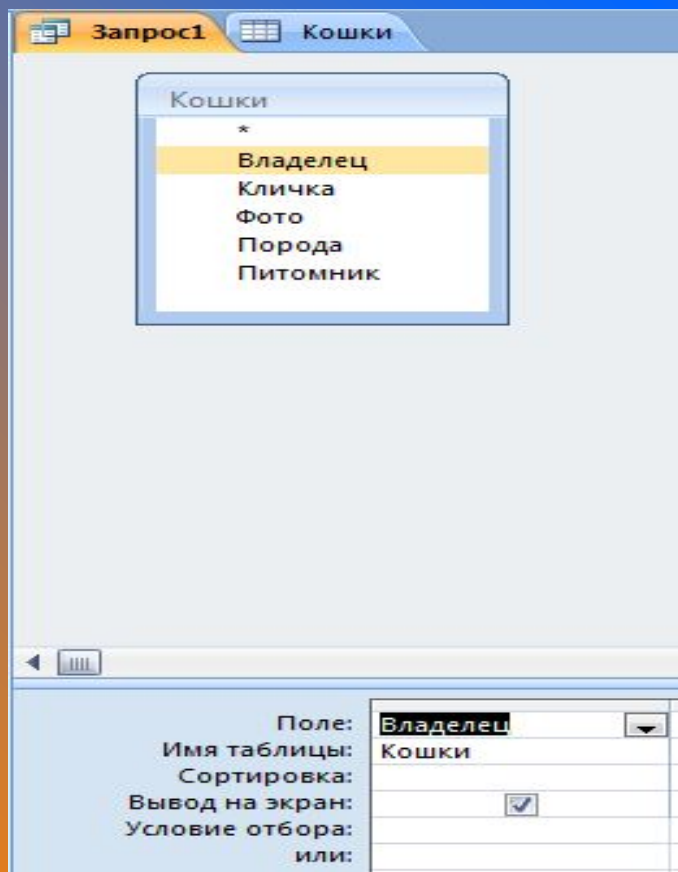 Запрос1 Кошки
Кошки
*
Владелец
Кличка
Фото
Порода
Питомник
Поле: Владелец
Имя таблицы: Кошки
Сортировка:
Вывод на экран:
Условие отбора:
или: